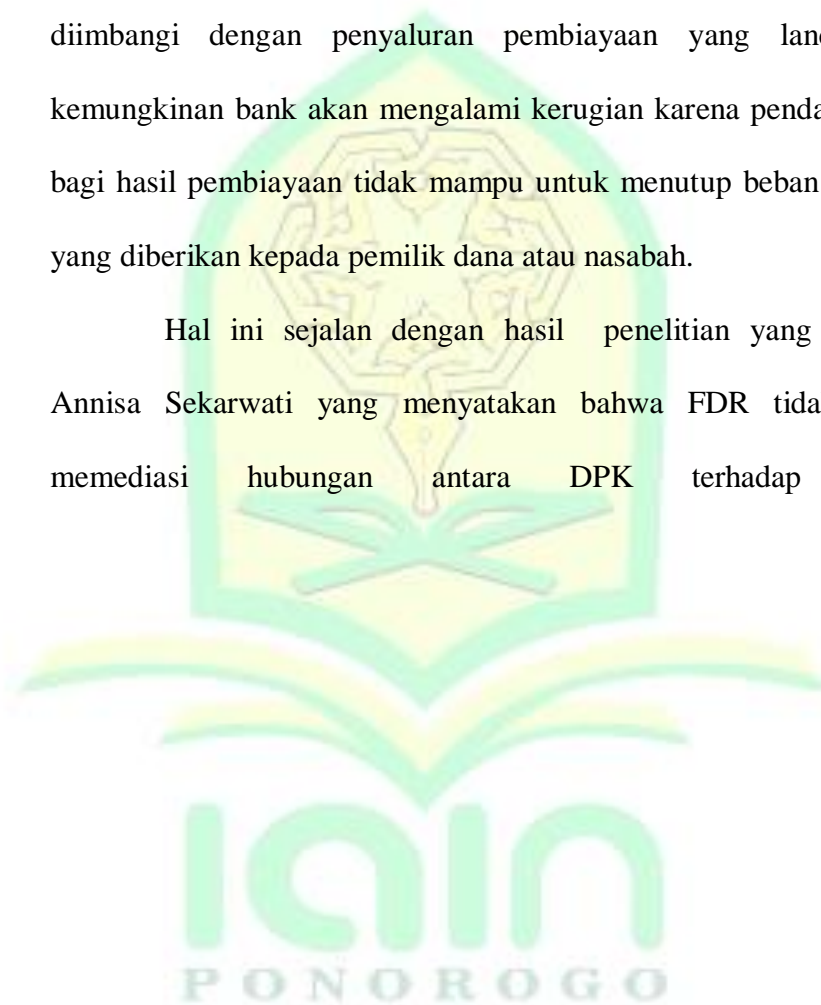 diimbangi dengan penyaluran pembiayaan yang
kemungkinan bank akan mengalami kerugian karena
bagi hasil pembiayaan tidak mampu untuk menutup beban
yang diberikan kepada pemilik dana atau nasabah.
Hal ini sejalan dengan hasil penelitian yang
Annisa Sekarwati yang menyatakan bahwa FDR
memediasi hubungan antara DPK terhadap
iain
PONOROGO